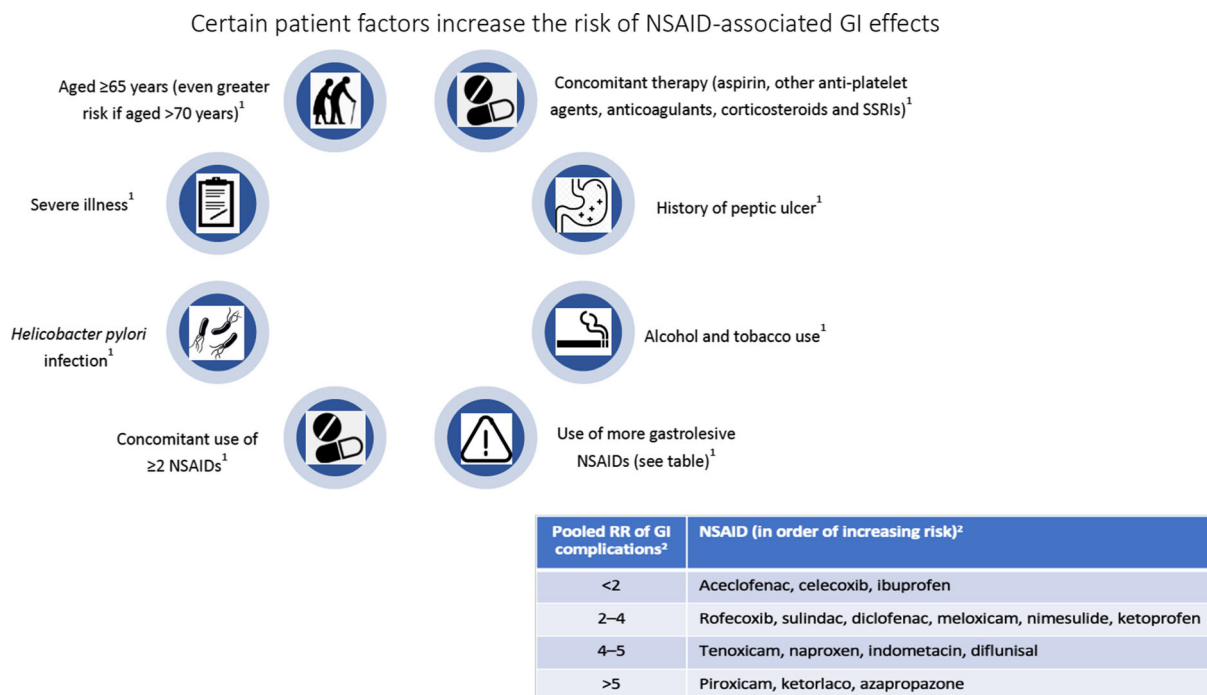 Certain patient factors increase the risk of NSAID-associated GI effects
Aged ≥65 years (even greater
risk if aged >70 years)1
Concomitant therapy (aspirin, other anti-platelet
agents, anticoagulants, corticosteroids and SSRIs)1
Severe illness1
History of peptic ulcer1
Helicobacter pylori
infection1
Alcohol and tobacco use1
Concomitant use of
≥2 NSAIDs1
Use of more gastrolesive
NSAIDs (see table)1
Pooled RR of GI
complications2
NSAID (in order of increasing risk)2
<2
Aceclofenac, celecoxib, ibuprofen
2–4
Rofecoxib, sulindac, diclofenac, meloxicam, nimesulide, ketoprofen
4–5
Tenoxicam, naproxen, indometacin, diflunisal
>5
Piroxicam, ketorlaco, azapropazone